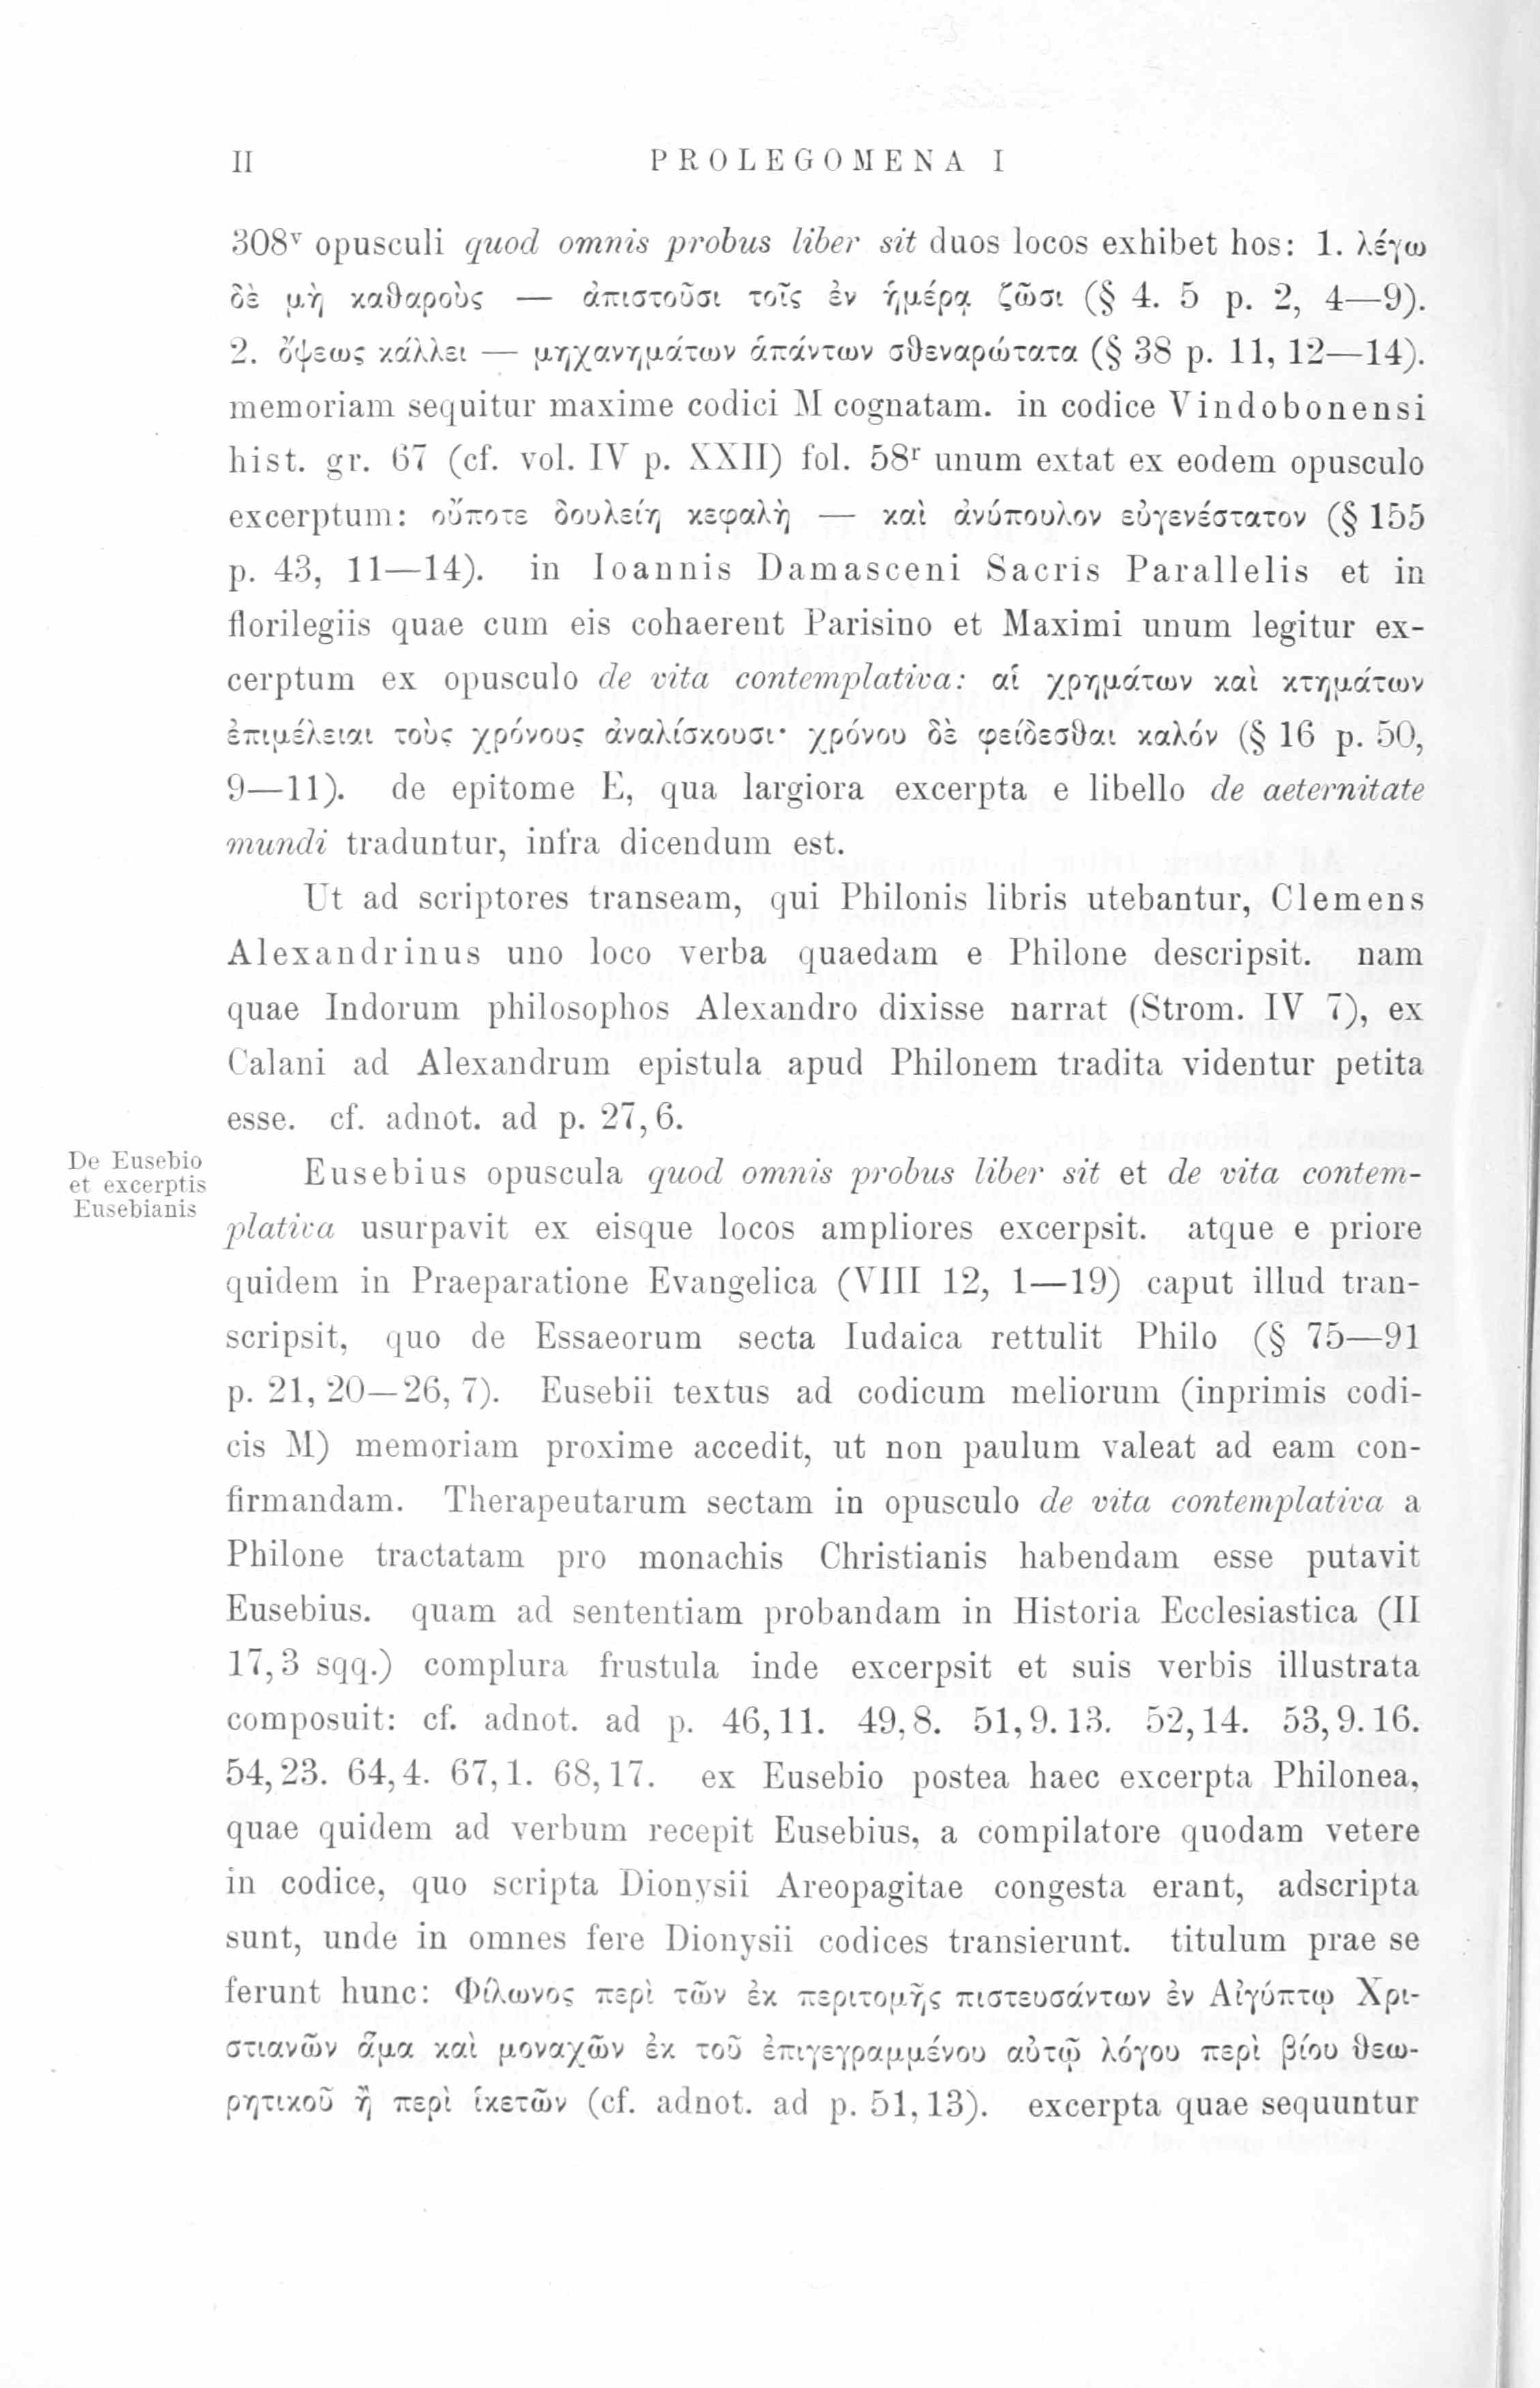 II PROLEGOMENA I
308ᵛ opusculi quod omnis probus liber sit duos locos exhibet hos: 1. λέγω
δὲ μὴ καθαροὺς — ἀπιστοῦσι τοῖς ἐν ἡμέρᾳ ζῶσι (§ 4. 5 p. 2, 4—9).
2. ὄψεως κάλλει — μηχανημάτων ἁπάντων σθεναρώτατα (§ 38 p. 11, 12—14).
memoriam sequitur maxime codici M cognatam. in codice Vindobonensi
hist. gr. 67 (cf. vol. IV p. XXII) fol. 58ʳ unum extat ex eodem opusculo
excerptum: οὔποτε δουλείη κεφαλὴ — καὶ ἀνύπουλον εὐγενέστατον (§ 155
p. 43, 11—14). in Ioannis Damasceni Sacris Parallelis et in
florilegiis quae cum eis cohaerent Parisino et Maximi unum legitur ex-
cerptum ex opusculo de vita contemplativa: αἱ χρημάτων καὶ κτημάτων
ἐπιμέλειαι τοὺς χρόνους ἀναλίσκουσι· χρόνου δὲ φείδεσθαι καλόν (§ 16 p. 50,
9—11). de epitome E, qua largiora excerpta e libello de aeternitate
mundi traduntur, infra dicendum est.
Ut ad scriptores transeam, qui Philonis libris utebantur, Clemens
Alexandrinus uno loco verba quaedam e Philone descripsit. nam
quae Indorum philosophos Alexandro dixisse narrat (Strom. IV 7), ex
Calani ad Alexandrum epistula apud Philonem tradita videntur petita
esse. cf. adnot. ad p. 27, 6.
De Eusebio
et excerptis
Eusebianis
Eusebius opuscula quod omnis probus liber sit et de vita contem-
plativa usurpavit ex eisque locos ampliores excerpsit. atque e priore
quidem in Praeparatione Evangelica (VIII 12, 1—19) caput illud tran-
scripsit, quo de Essaeorum secta Iudaica rettulit Philo (§ 75—91
p. 21, 20—26, 7). Eusebii textus ad codicum meliorum (inprimis codi-
cis M) memoriam proxime accedit, ut non paulum valeat ad eam con-
firmandam. Therapeutarum sectam in opusculo de vita contemplativa a
Philone tractatam pro monachis Christianis habendam esse putavit
Eusebius. quam ad sententiam probandam in Historia Ecclesiastica (II
17, 3 sqq.) complura frustula inde excerpsit et suis verbis illustrata
composuit: cf. adnot. ad p. 46, 11. 49, 8. 51, 9. 13. 52, 14. 53, 9. 16.
54, 23. 64, 4. 67, 1. 68, 17. ex Eusebio postea haec excerpta Philonea,
quae quidem ad verbum recepit Eusebius, a compilatore quodam vetere
in codice, quo scripta Dionysii Areopagitae congesta erant, adscripta
sunt, unde in omnes fere Dionysii codices transierunt. titulum prae se
ferunt hunc: Φίλωνος περὶ τῶν ἐκ περιτομῆς πιστευσάντων ἐν Αἰγύπτῳ Χρι-
στιανῶν ἅμα καὶ μοναχῶν ἐκ τοῦ ἐπιγεγραμμένου αὐτῷ λόγου περὶ βίου θεω-
ρητικοῦ ἢ περὶ ἱκετῶν (cf. adnot. ad p. 51, 13). excerpta quae sequuntur